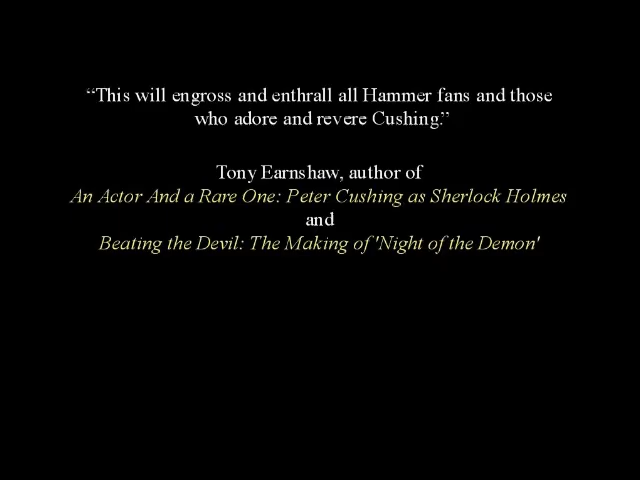 “This will engross and enthrall all Hammer fans and those
who adore and revere Cushing.”
Tony Earnshaw, author of
An Actor And a Rare One: Peter Cushing as Sherlock Holmes
and
Beating the Devil: The Making of 'Night of the Demon'